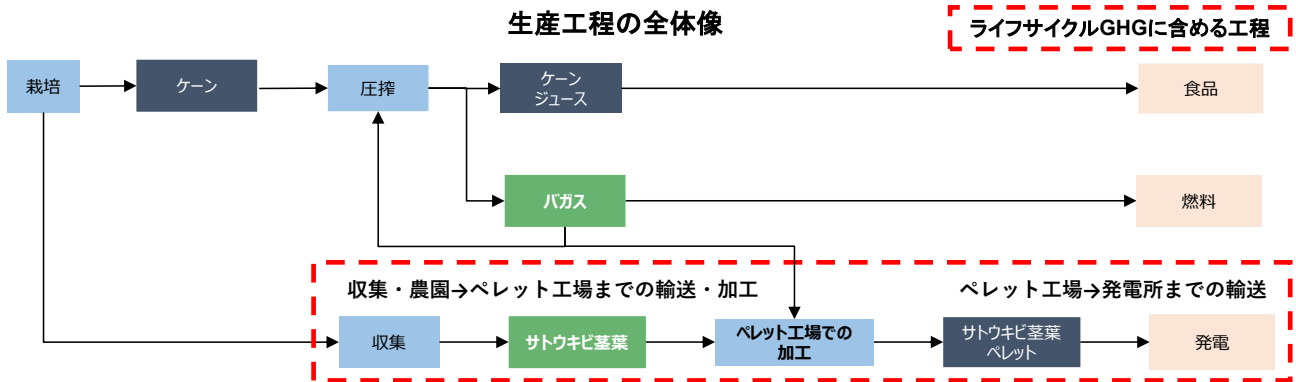 生産工程の全体像
ライフサイクルGHGに含める工程
栽培
ケーン
圧搾
ケーン
ジュース
食品
バガス
燃料
収集・農園→ペレット工場までの輸送・加工
ペレット工場→発電所までの輸送
収集
サトウキビ茎葉
ペレット工場での
加工
サトウキビ茎葉
ペレット
発電